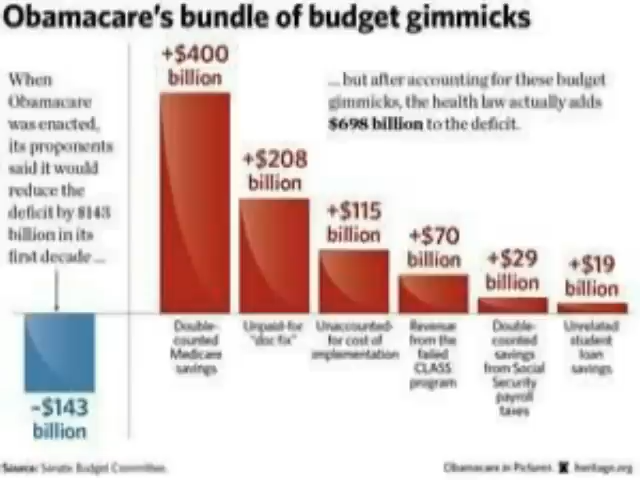 Obamacare's bundle of budget gimmicks
When
Obamacare
was enacted,
its proponents
said it would
reduce the
deficit by $143
billion in its
first decade ...
... but after accounting for these budget
gimmicks, the health law actually adds
$698 billion to the deficit.
+$400
billion
+$208
billion
+$115
billion
+$70
billion
+$29
billion
+$19
billion
-$143
billion
Double-
counted
Medicare
savings
Unpaid-for
"doc fix"
Unaccounted-
for cost of
implementation
Revenue
from the
failed
CLASS
program
Double-
counted
savings
from Social
Security
payroll
taxes
Unrelated
student
loan
savings
Source: Senate Budget Committee.
Obamacare in Pictures
heritage.org